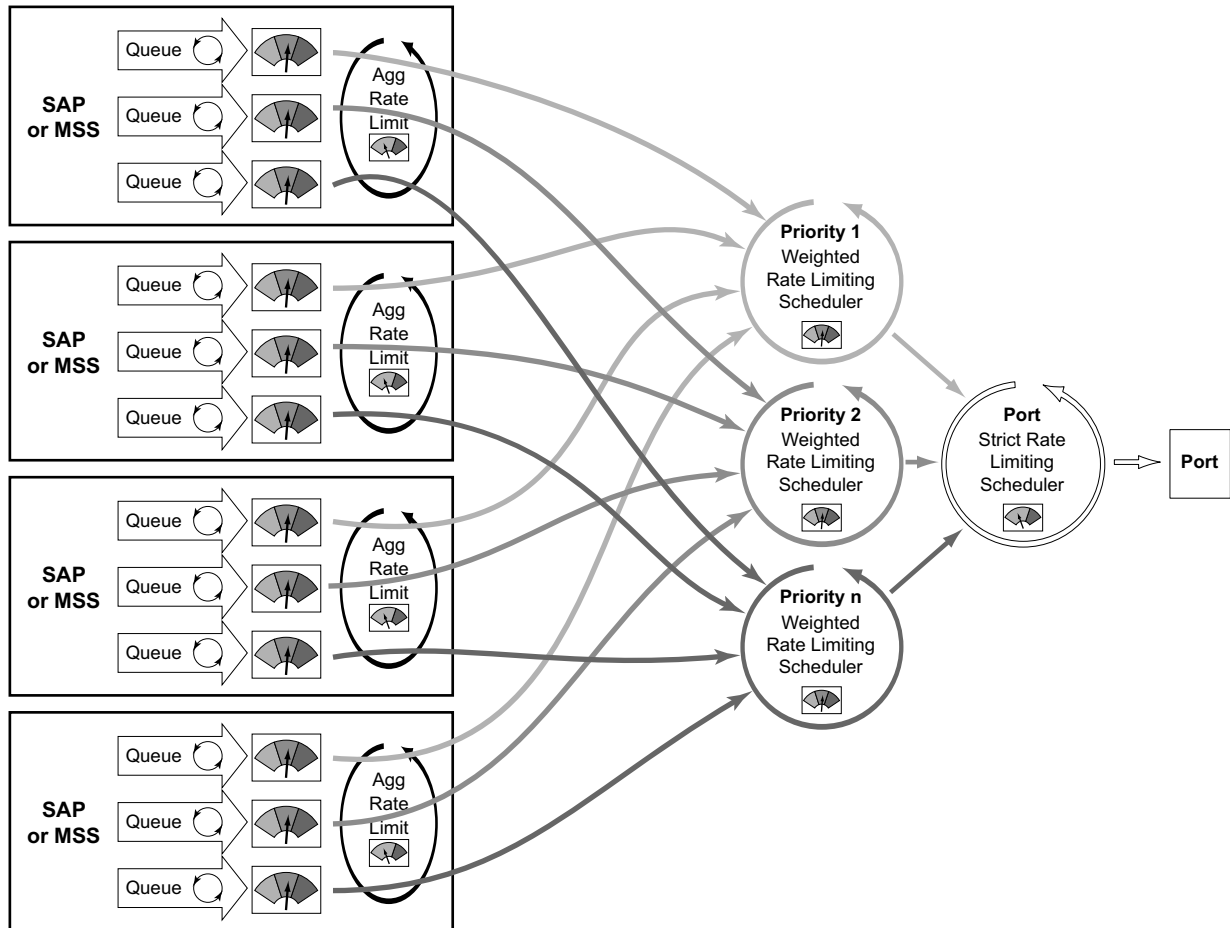 Queue
Queue
Queue
SAP
or MSS
Agg
Rate
Limit
Queue
Queue
Queue
SAP
or MSS
Agg
Rate
Limit
Queue
Queue
Queue
SAP
or MSS
Agg
Rate
Limit
Queue
Queue
Queue
SAP
or MSS
Agg
Rate
Limit
Priority 1
Weighted
Rate Limiting
Scheduler
Priority 2
Weighted
Rate Limiting
Scheduler
Priority n
Weighted
Rate Limiting
Scheduler
Port
Strict Rate
Limiting
Scheduler
Port